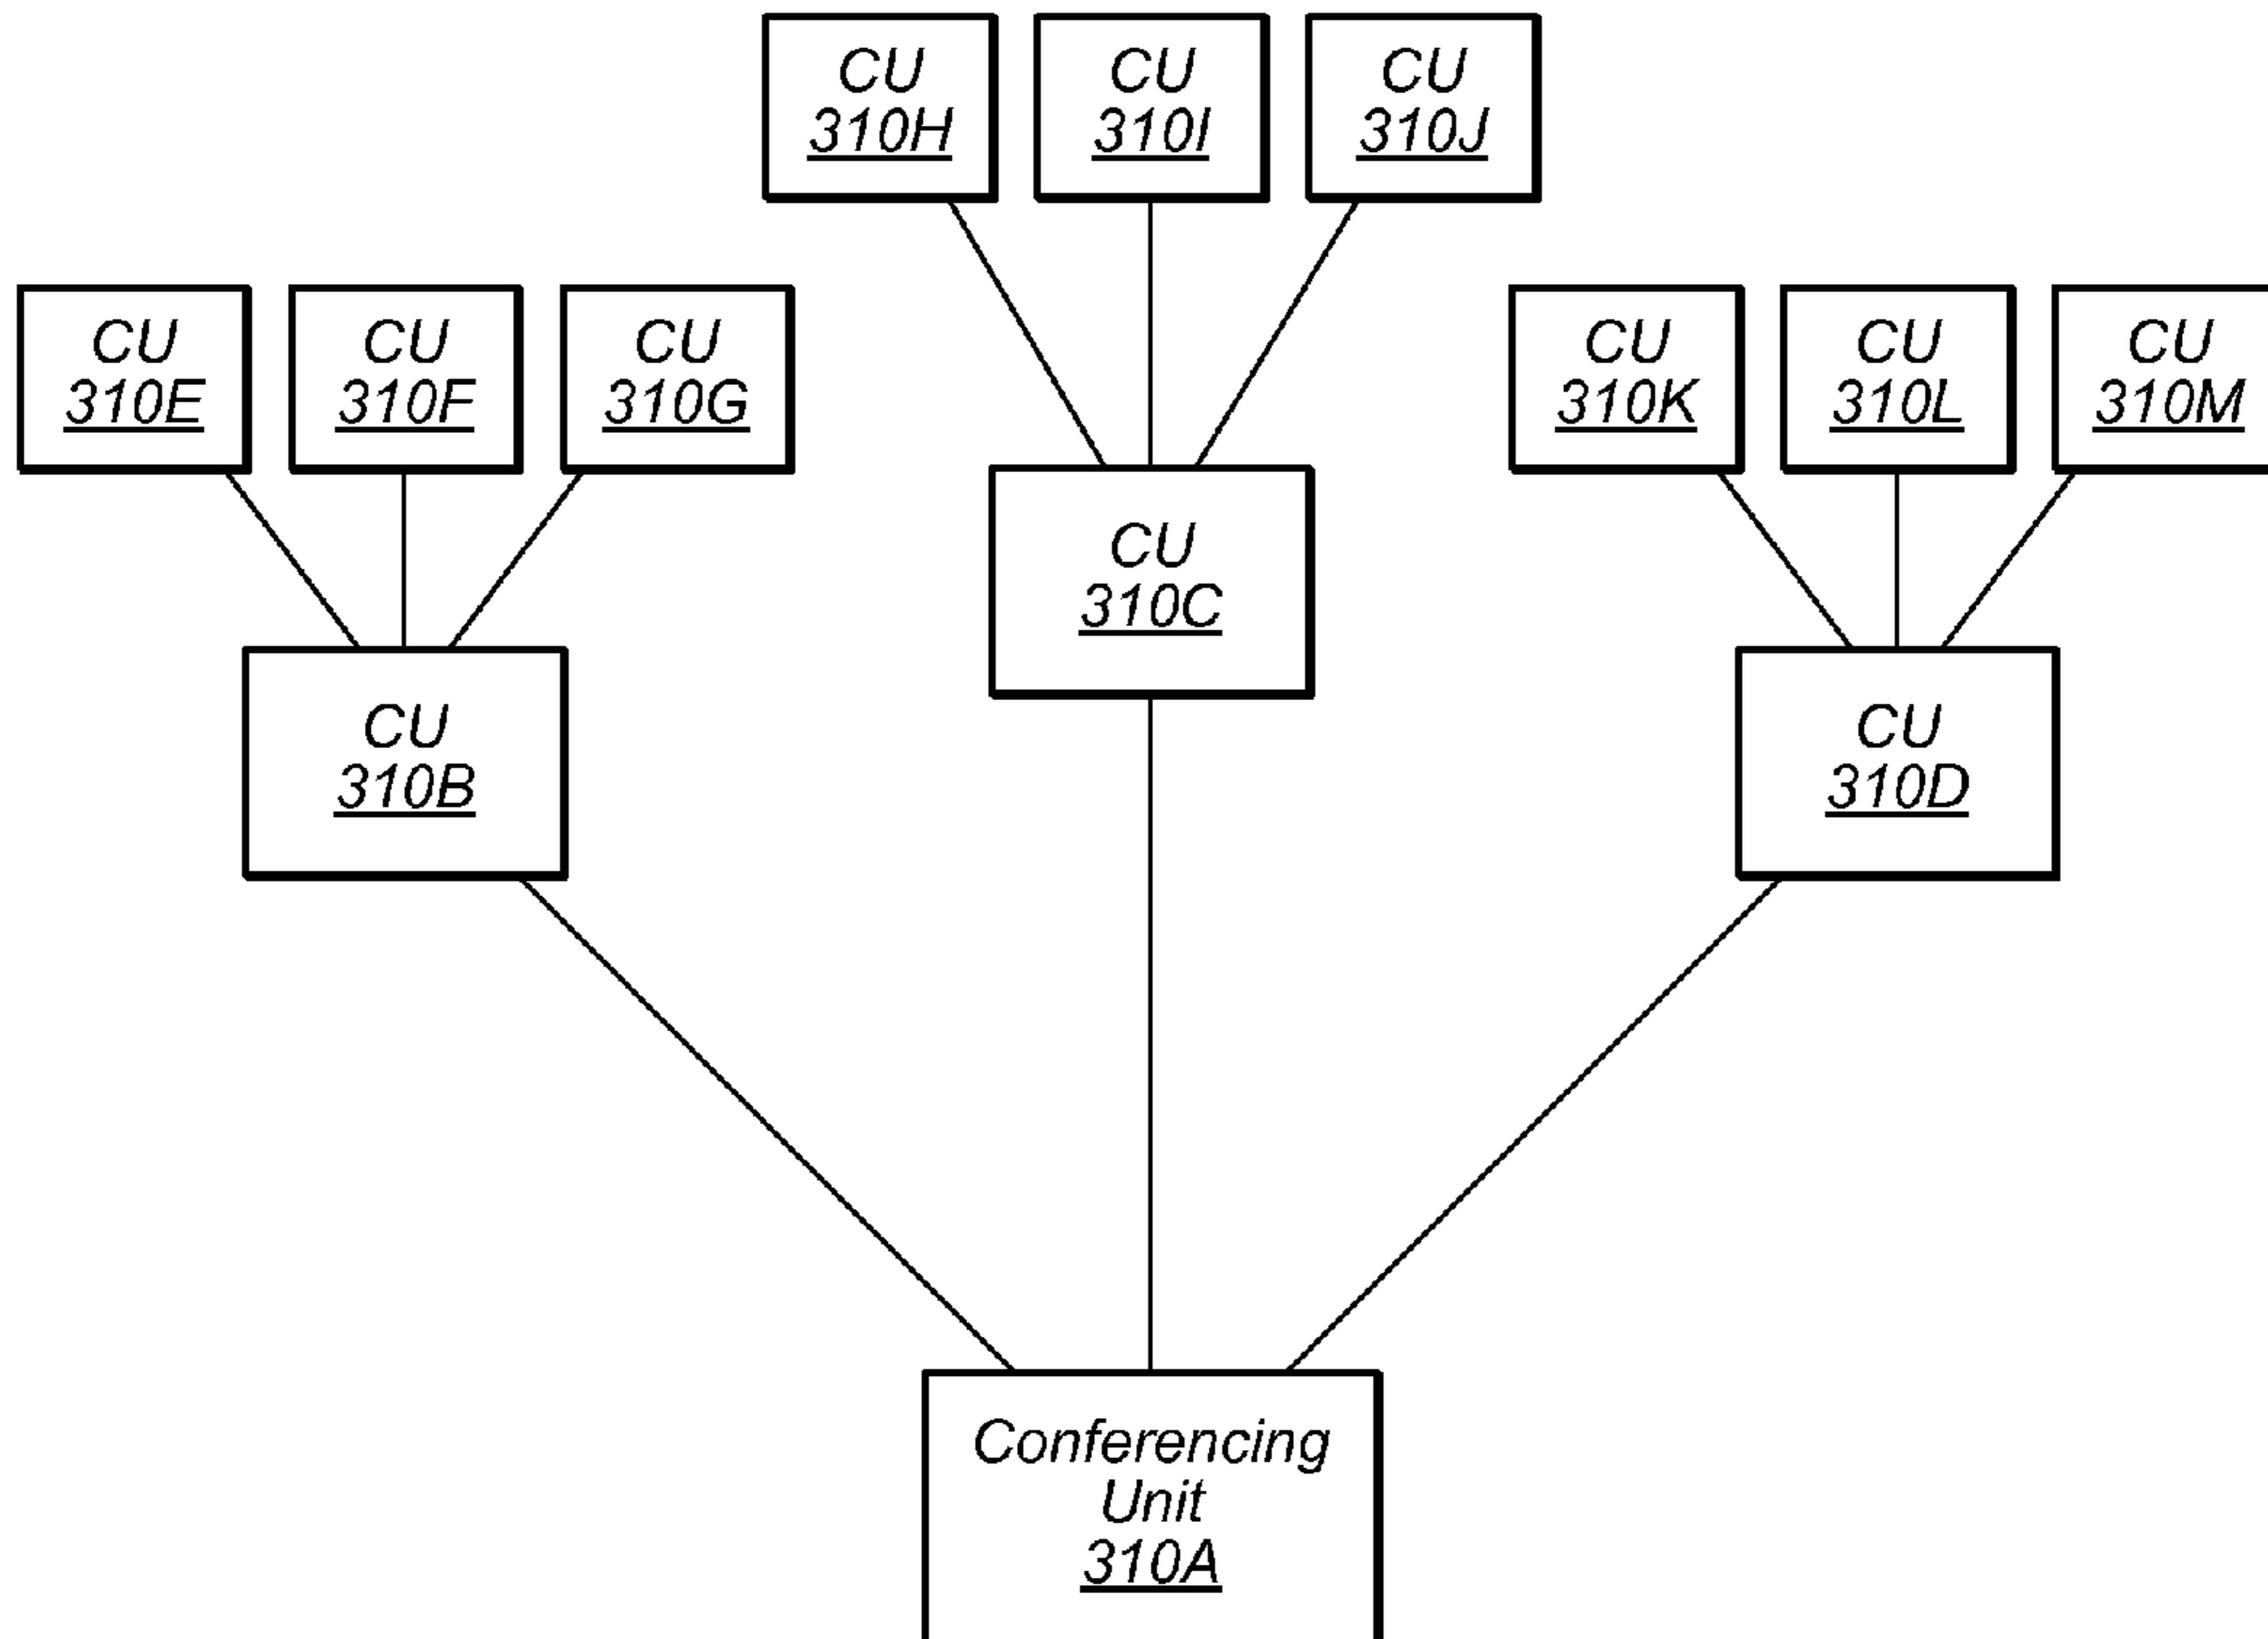 CU
310H
CU
310I
CU
310J
CU
310E
CU
310F
CU
310G
CU
310K
CU
310L
CU
310M
CU
310C
CU
310B
CU
310D
Conferencing
Unit
310A